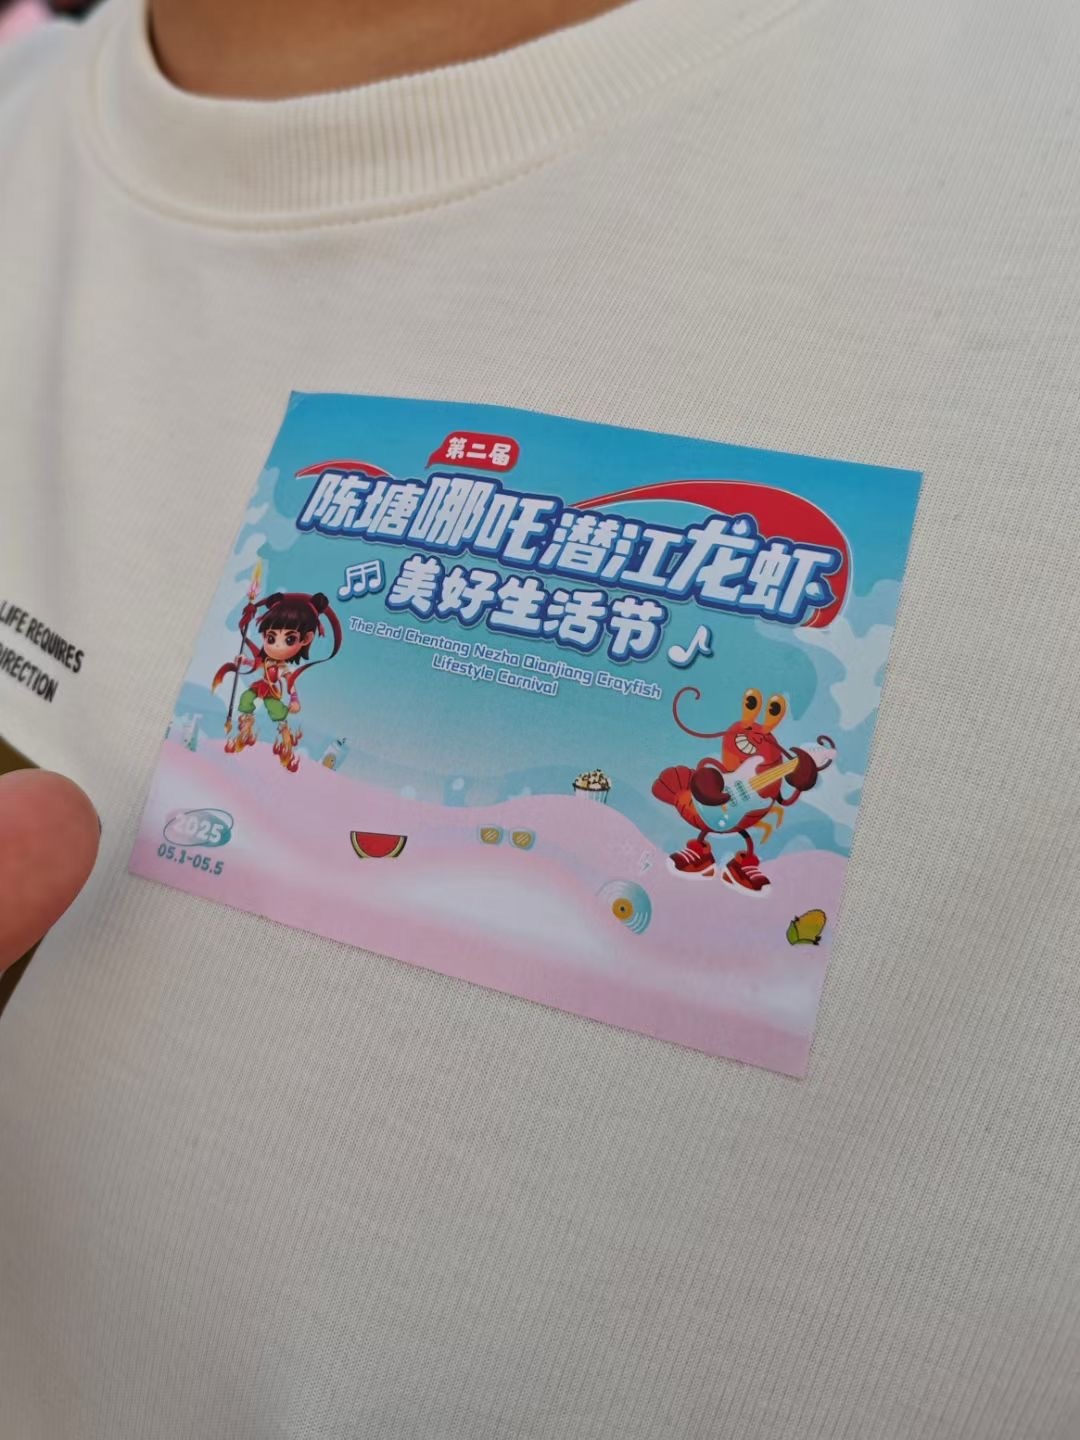 第二届
陈塘哪吒潜江龙虾
美好生活节
The 2nd Chentang Nezha Qianjiang Crayfish
Lifestyle Carnival
2025
05.1-05.5
LIFE REQUIRES
DIRECTION